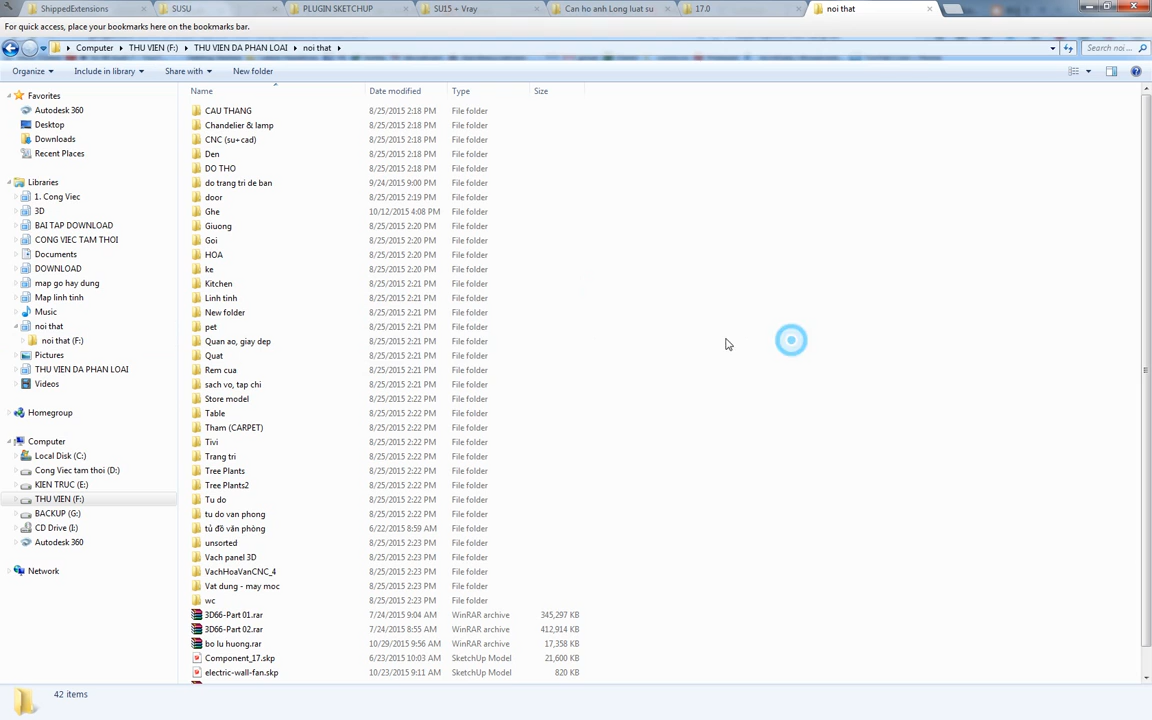 ShippedExtensions
SUSU
PLUGIN SKETCHUP
SU15 + Vray
Can ho anh Long luat su
17.0
noi that
For quick access, place your bookmarks here on the bookmarks bar.
Computer
THU VIEN (F:)
THU VIEN DA PHAN LOAI
noi that
Search noi ...
Organize
Include in library
Share with
New folder
Name
Date modified
Type
Size
Favorites
Autodesk 360
Desktop
Downloads
Recent Places
Libraries
1. Cong Viec
3D
BAI TAP DOWNLOAD
CONG VIEC TAM THOI
Documents
DOWNLOAD
map go hay dung
Map linh tinh
Music
noi that
noi that (F:)
Pictures
THU VIEN DA PHAN LOAI
Videos
Homegroup
Computer
Local Disk (C:)
Cong Viec tam thoi (D:)
KIEN TRUC (E:)
THU VIEN (F:)
BACKUP (G:)
CD Drive (I:)
Autodesk 360
Network
CAU THANG 8/25/2015 2:18 PM File folder
Chandelier & lamp 8/25/2015 2:18 PM File folder
CNC (su+cad) 8/25/2015 2:18 PM File folder
Den 8/25/2015 2:18 PM File folder
DO THO 8/25/2015 2:18 PM File folder
do trang tri de ban 9/24/2015 9:00 PM File folder
door 8/25/2015 2:19 PM File folder
Ghe 10/12/2015 4:08 PM File folder
Giuong 8/25/2015 2:20 PM File folder
Goi 8/25/2015 2:20 PM File folder
HOA 8/25/2015 2:20 PM File folder
ke 8/25/2015 2:20 PM File folder
Kitchen 8/25/2015 2:21 PM File folder
Linh tinh 8/25/2015 2:21 PM File folder
New folder 8/25/2015 2:21 PM File folder
pet 8/25/2015 2:21 PM File folder
Quan ao, giay dep 8/25/2015 2:21 PM File folder
Quat 8/25/2015 2:21 PM File folder
Rem cua 8/25/2015 2:21 PM File folder
sach vo, tap chi 8/25/2015 2:21 PM File folder
Store model 8/25/2015 2:22 PM File folder
Table 8/25/2015 2:22 PM File folder
Tham (CARPET) 8/25/2015 2:22 PM File folder
Tivi 8/25/2015 2:22 PM File folder
Trang tri 8/25/2015 2:22 PM File folder
Tree Plants 8/25/2015 2:22 PM File folder
Tree Plants2 8/25/2015 2:22 PM File folder
Tu do 8/25/2015 2:22 PM File folder
tu do van phong 8/25/2015 2:22 PM File folder
tủ đồ văn phòng 6/22/2015 8:59 AM File folder
unsorted 8/25/2015 2:23 PM File folder
Vach panel 3D 8/25/2015 2:23 PM File folder
VachHoaVanCNC_4 8/25/2015 2:23 PM File folder
Vat dung - may moc 8/25/2015 2:23 PM File folder
wc 8/25/2015 2:23 PM File folder
3D66-Part 01.rar 7/24/2015 9:04 AM WinRAR archive 345,297 KB
3D66-Part 02.rar 7/24/2015 8:55 AM WinRAR archive 412,914 KB
bo lu huong.rar 10/29/2015 9:56 AM WinRAR archive 17,358 KB
Component_17.skp 6/23/2015 10:03 AM SketchUp Model 21,600 KB
electric-wall-fan.skp 10/23/2015 9:11 AM SketchUp Model 820 KB
42 items